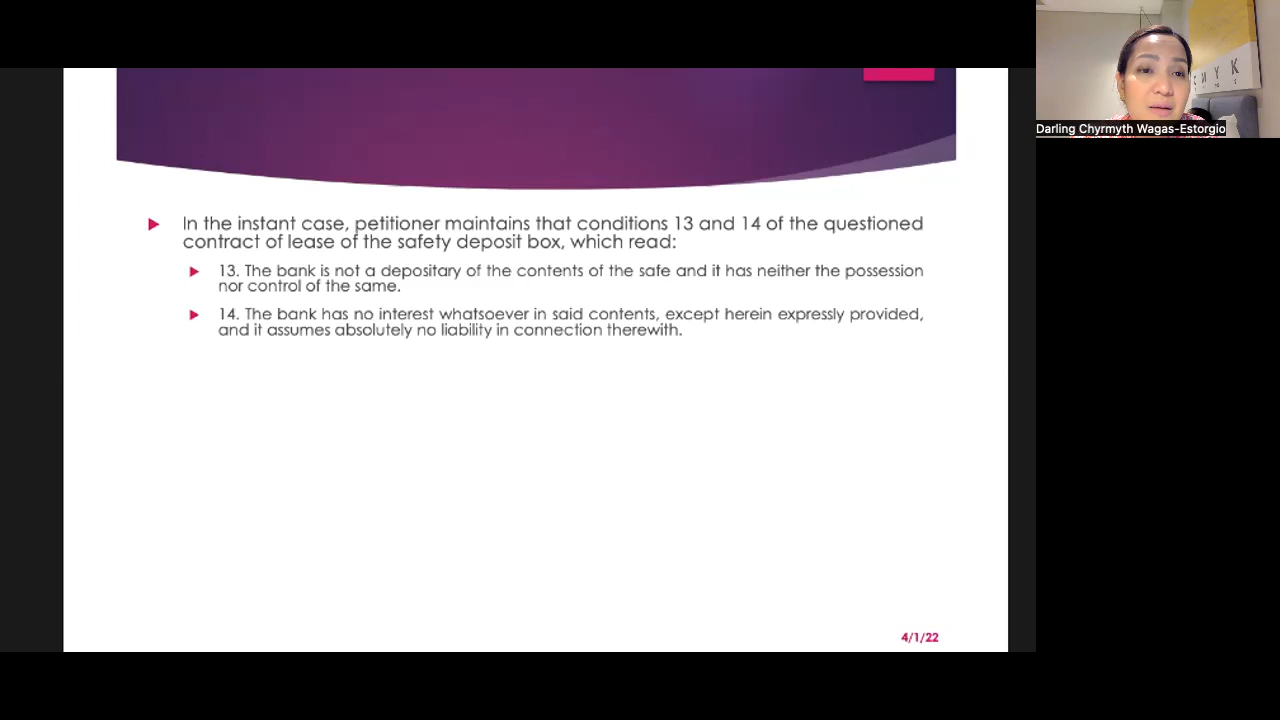 In the instant case, petitioner maintains that conditions 13 and 14 of the questioned
contract of lease of the safety deposit box, which read:
13. The bank is not a depositary of the contents of the safe and it has neither the possession
nor control of the same.
14. The bank has no interest whatsoever in said contents, except herein expressly provided,
and it assumes absolutely no liability in connection therewith.
4/1/22
Y K
Darling Chyrmyth Wagas-Estorgio